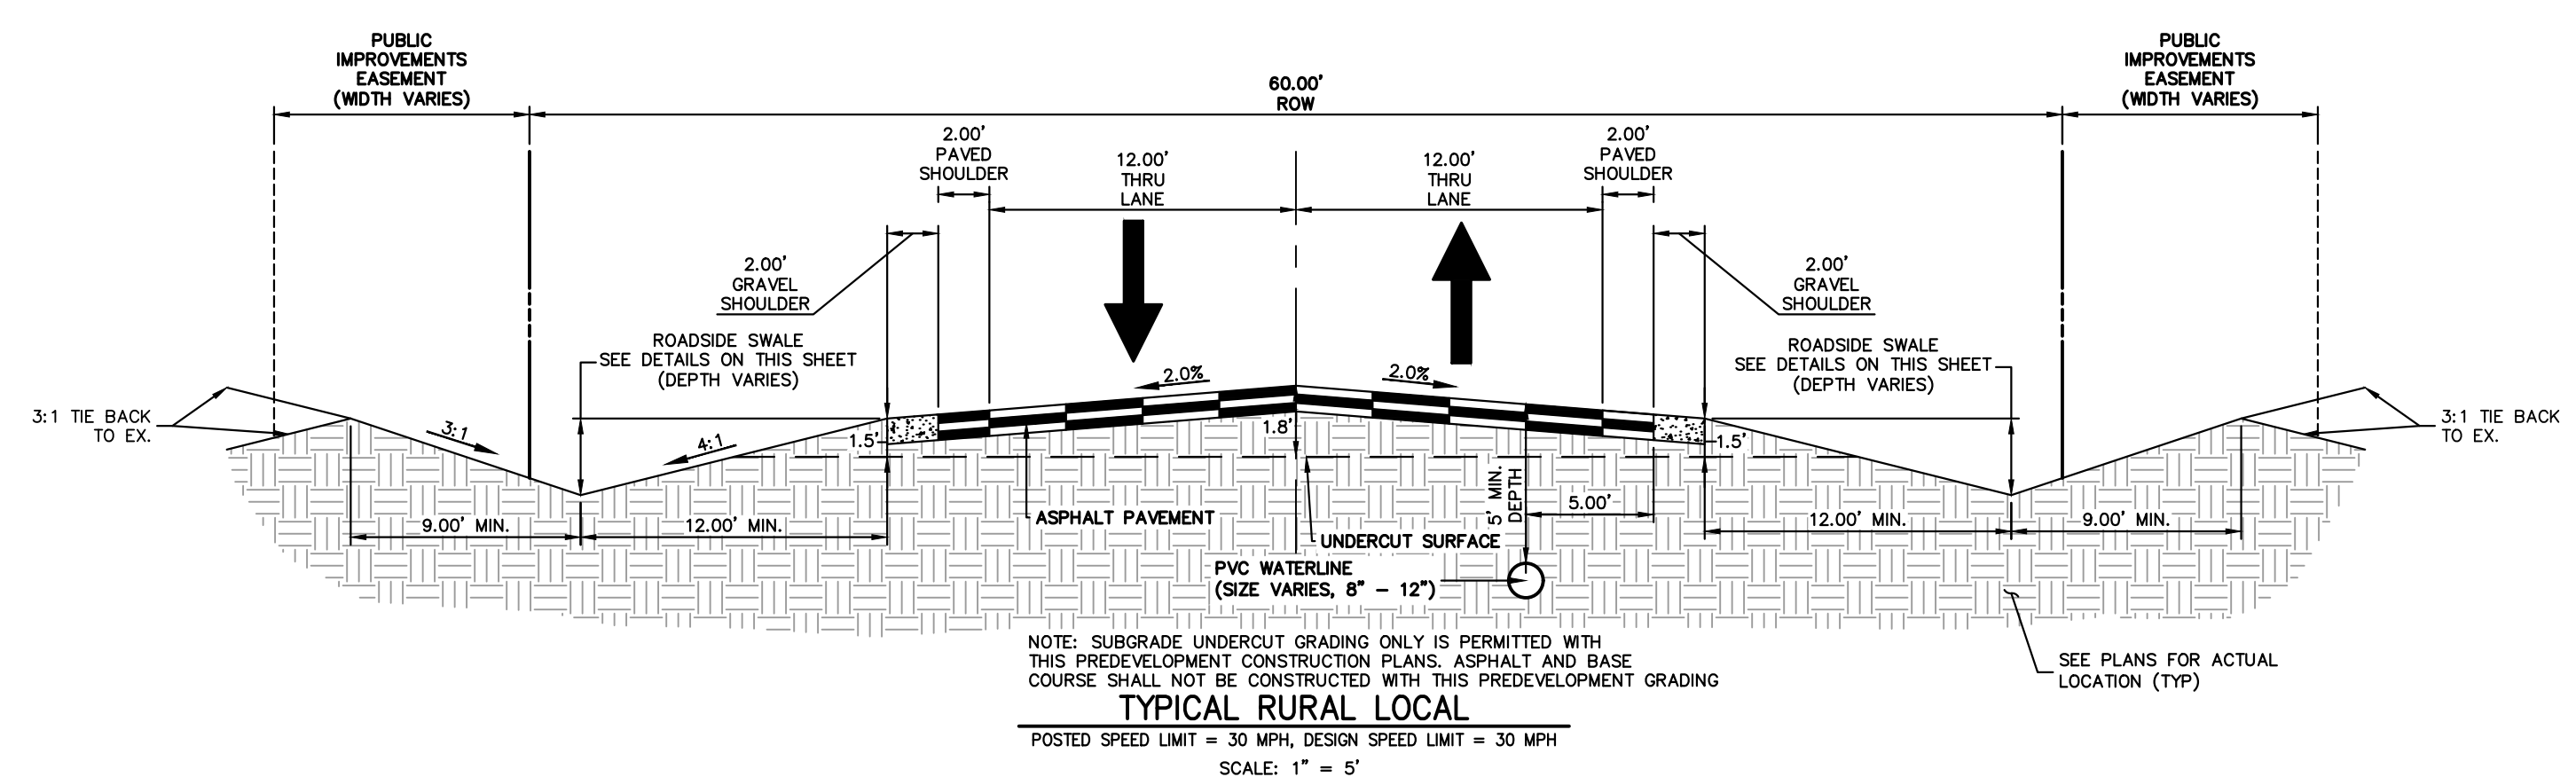 PUBLIC
IMPROVEMENTS
EASEMENT
(WIDTH VARIES)
60.00'
ROW
PUBLIC
IMPROVEMENTS
EASEMENT
(WIDTH VARIES)
2.00'
PAVED
SHOULDER
12.00'
THRU
LANE
12.00'
THRU
LANE
2.00'
PAVED
SHOULDER
2.00'
GRAVEL
SHOULDER
2.00'
GRAVEL
SHOULDER
ROADSIDE SWALE
SEE DETAILS ON THIS SHEET
(DEPTH VARIES)
ROADSIDE SWALE
SEE DETAILS ON THIS SHEET
(DEPTH VARIES)
2.0%
2.0%
3:1 TIE BACK
TO EX.
3:1
4:1
1.5'
1.8'
1.5'
3:1 TIE BACK
TO EX.
9.00' MIN.
12.00' MIN.
ASPHALT PAVEMENT
UNDERCUT SURFACE
5' MIN.
DEPTH
5.00'
12.00' MIN.
9.00' MIN.
PVC WATERLINE
(SIZE VARIES, 8" - 12")
NOTE: SUBGRADE UNDERCUT GRADING ONLY IS PERMITTED WITH
THIS PREDEVELOPMENT CONSTRUCTION PLANS. ASPHALT AND BASE
COURSE SHALL NOT BE CONSTRUCTED WITH THIS PREDEVELOPMENT GRADING
SEE PLANS FOR ACTUAL
LOCATION (TYP)
TYPICAL RURAL LOCAL
POSTED SPEED LIMIT = 30 MPH, DESIGN SPEED LIMIT = 30 MPH
SCALE: 1" = 5'